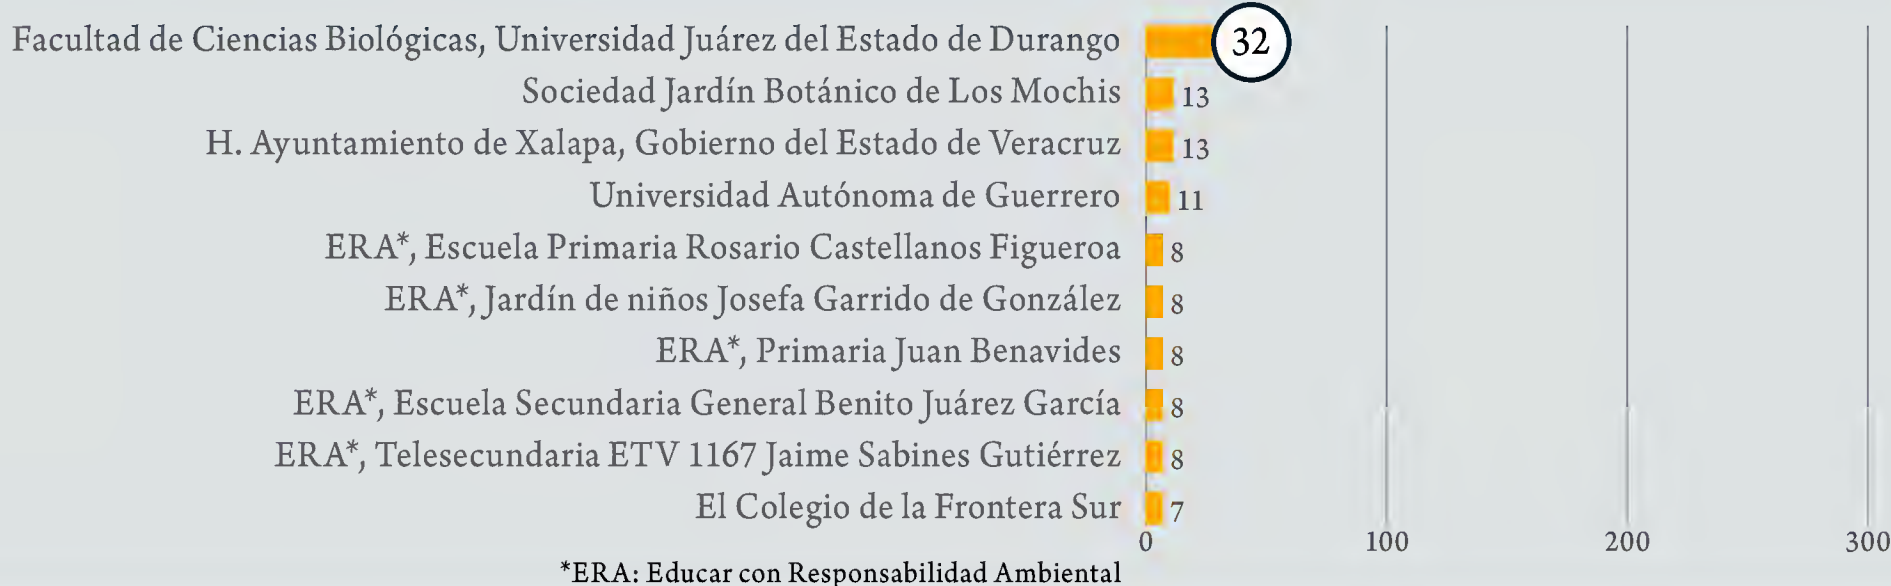 Facultad de Ciencias Biológicas, Universidad Juárez del Estado de Durango 32
Sociedad Jardín Botánico de Los Mochis 13
H. Ayuntamiento de Xalapa, Gobierno del Estado de Veracruz 13
Universidad Autónoma de Guerrero 11
ERA*, Escuela Primaria Rosario Castellanos Figueroa 8
ERA*, Jardín de niños Josefa Garrido de González 8
ERA*, Primaria Juan Benavides 8
ERA*, Escuela Secundaria General Benito Juárez García 8
ERA*, Telesecundaria ETV 1167 Jaime Sabines Gutiérrez 8
El Colegio de la Frontera Sur 7
0 100 200 300
*ERA: Educar con Responsabilidad Ambiental